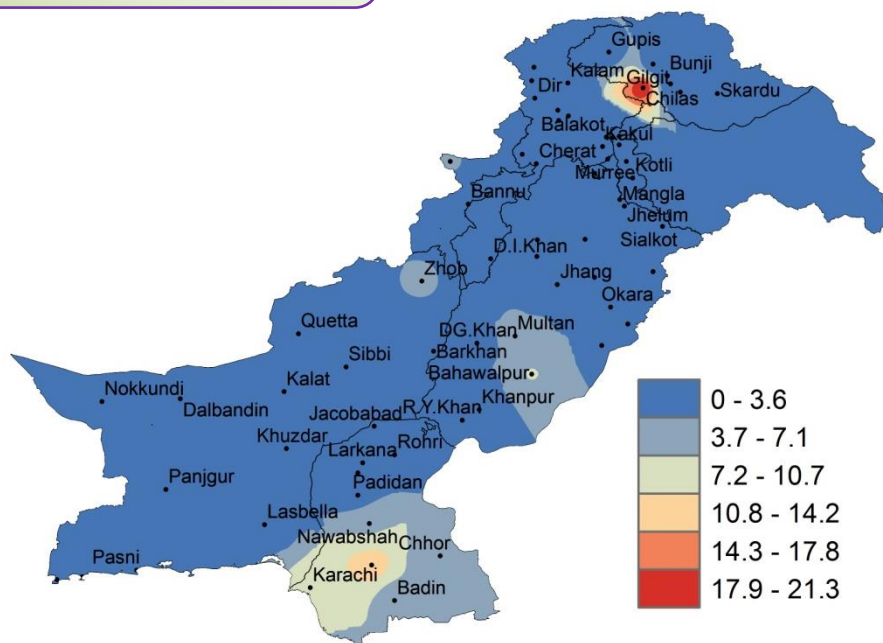 Gupis
Bunji
Kalam
Gilgit
Dir
Skardu
Chilas
Balakot
Kakul
Cherat
Kotli
Murree
Bannu
Mangla
Jhelum
Sialkot
D.I.Khan
Zhob
Jhang
Okara
Quetta
DG.Khan
Multan
Sibbi
Barkhan
Bahawalpur
Nokkundi
Kalat
Dalbandin
Khanpur
Jacobabad
R.Y.Khan
Khuzdar
Rohri
Larkana
Panjgur
Padidan
Lasbella
Nawabshah
Chhor
Pasni
Karachi
Badin
0 - 3.6
3.7 - 7.1
7.2 - 10.7
10.8 - 14.2
14.3 - 17.8
17.9 - 21.3